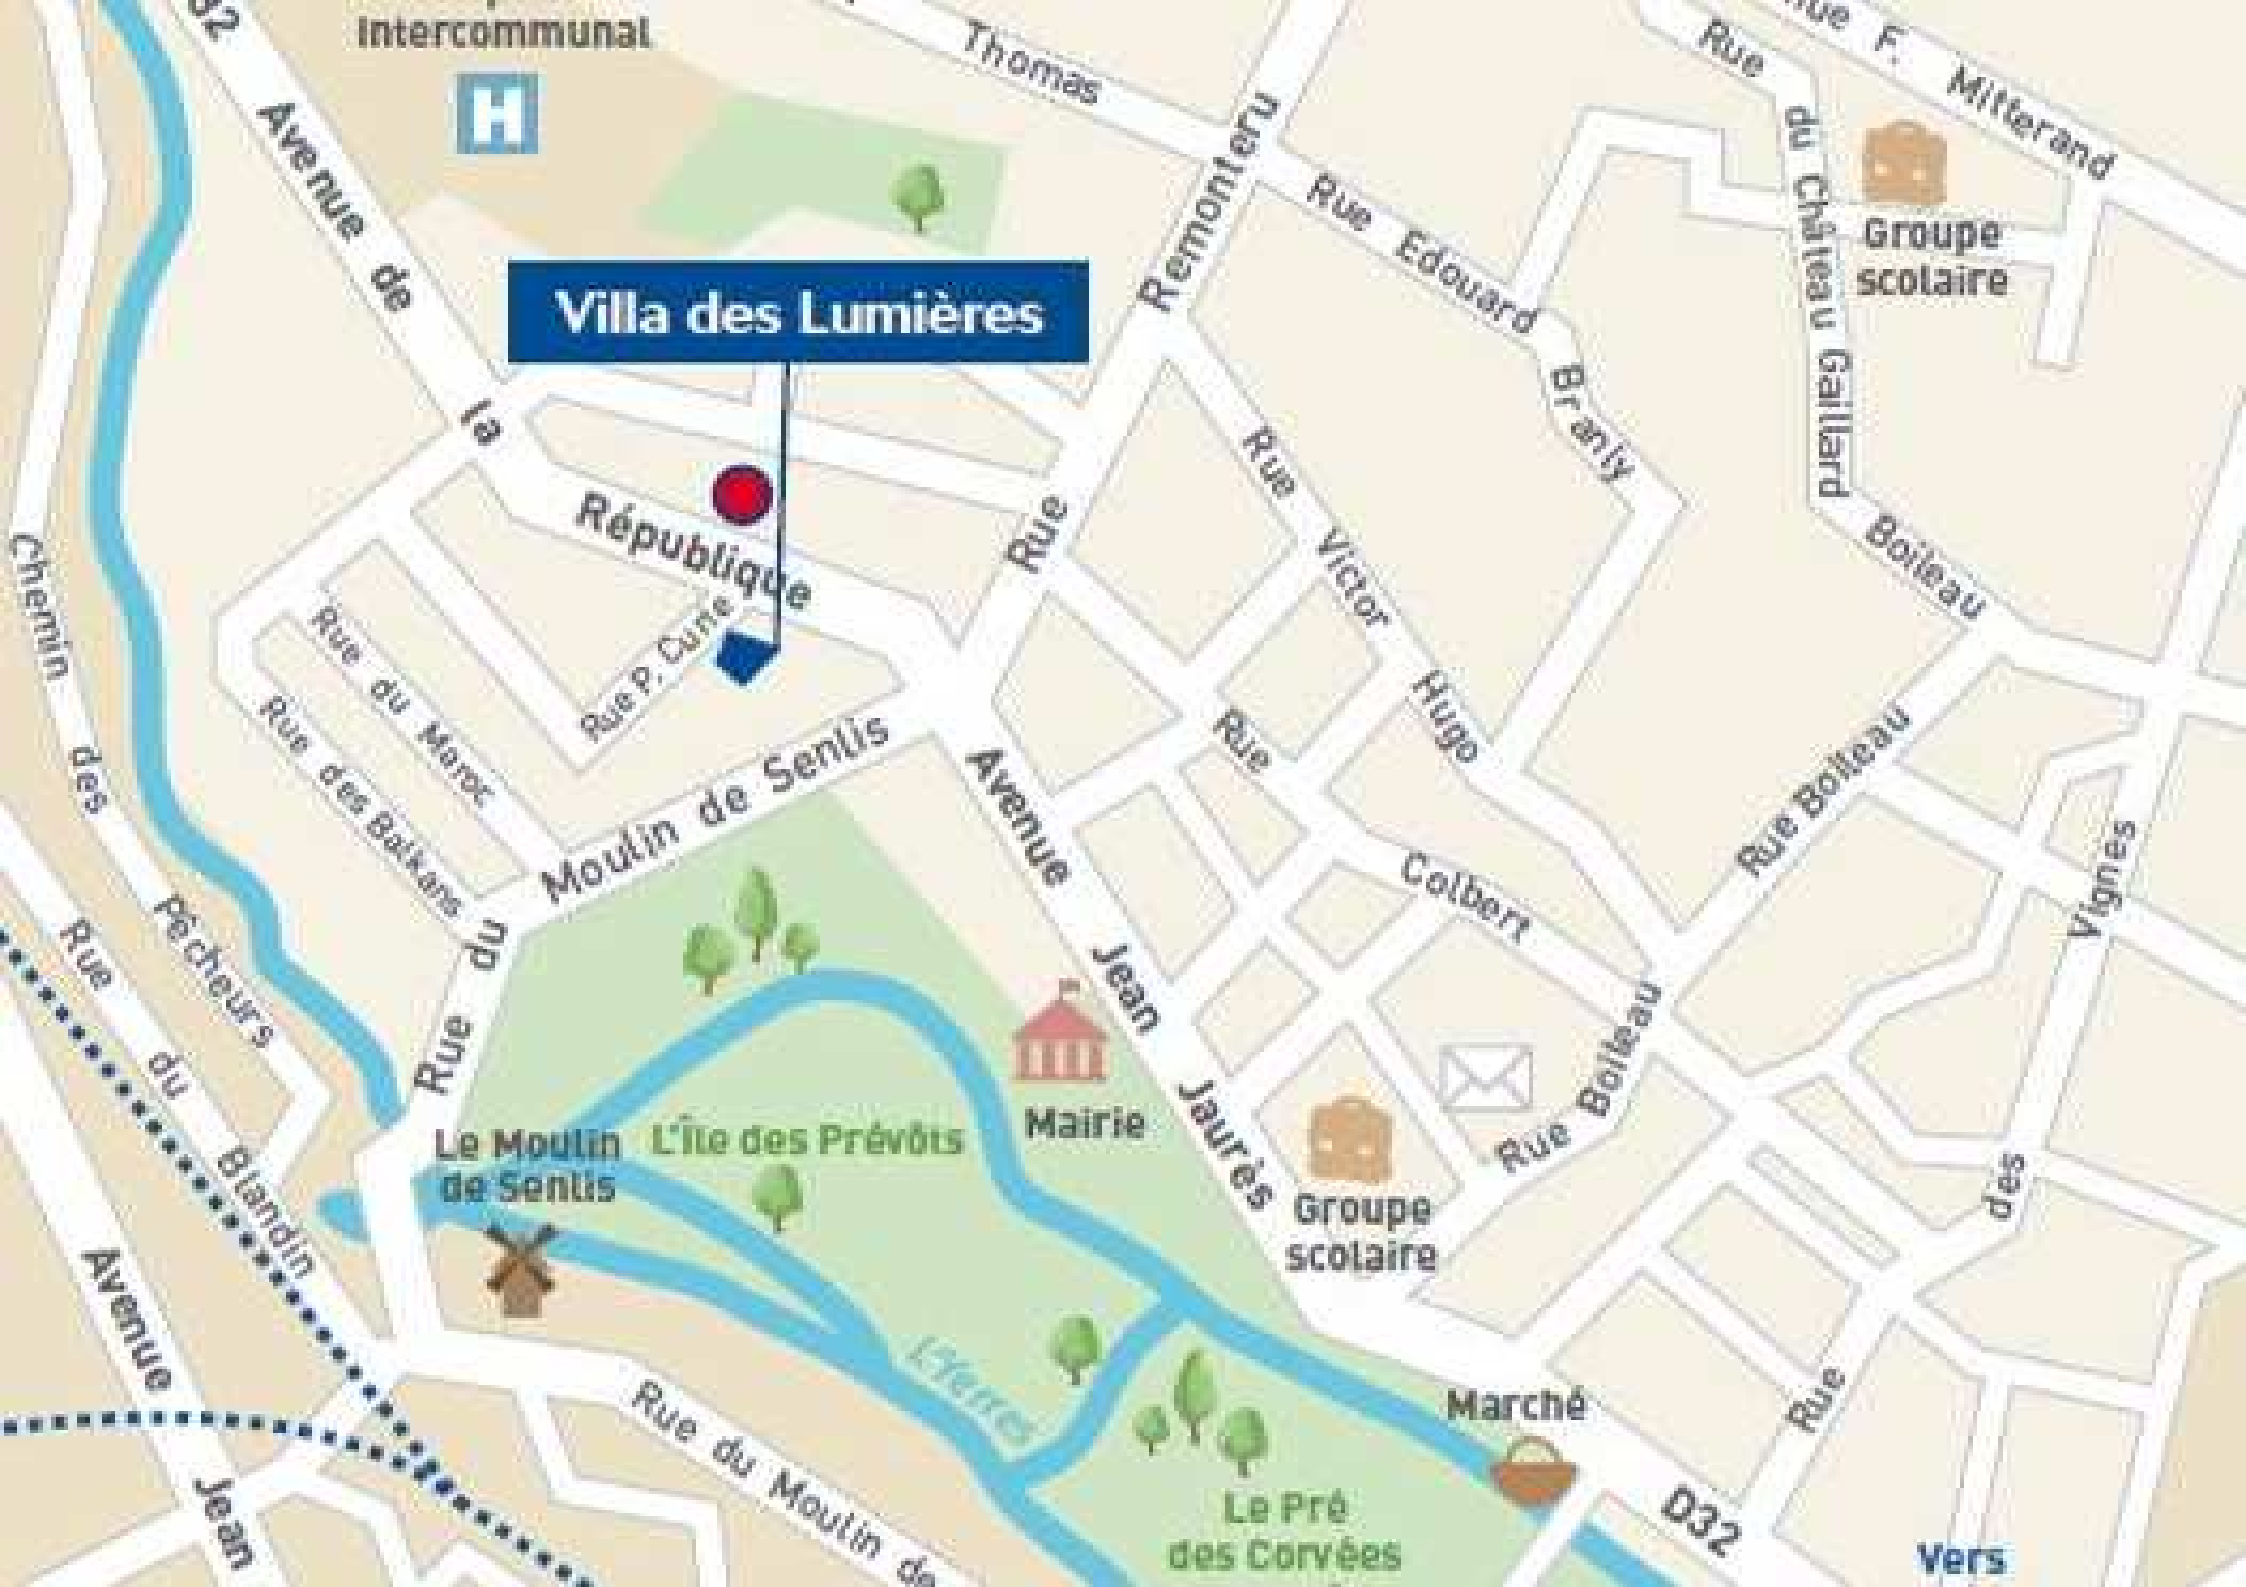 Intercommunal
H
Thomas
Rue
F.
Mitterand
Avenue de la République
Remonteru
Rue
Rue Edouard Branly
du Château Gaillard
Groupe
scolaire
Villa des Lumières
Rue Victor Hugo
Boileau
Chemin des Pêcheurs
Rue P. Curie
Rue du Maroc
Rue des Balkans
Rue du Moulin de Senlis
Avenue Jean Jaurès
Rue Colbert
Rue Boileau
Vignes
des
Rue
Rue Boileau
Rue du Blandin
Mairie
Le Moulin
de Senlis
L'Île des Prévôts
Groupe
scolaire
L'Yerres
Avenue Jean
Rue du Moulin de
Marché
Le Pré
des Corvées
D32
Vers